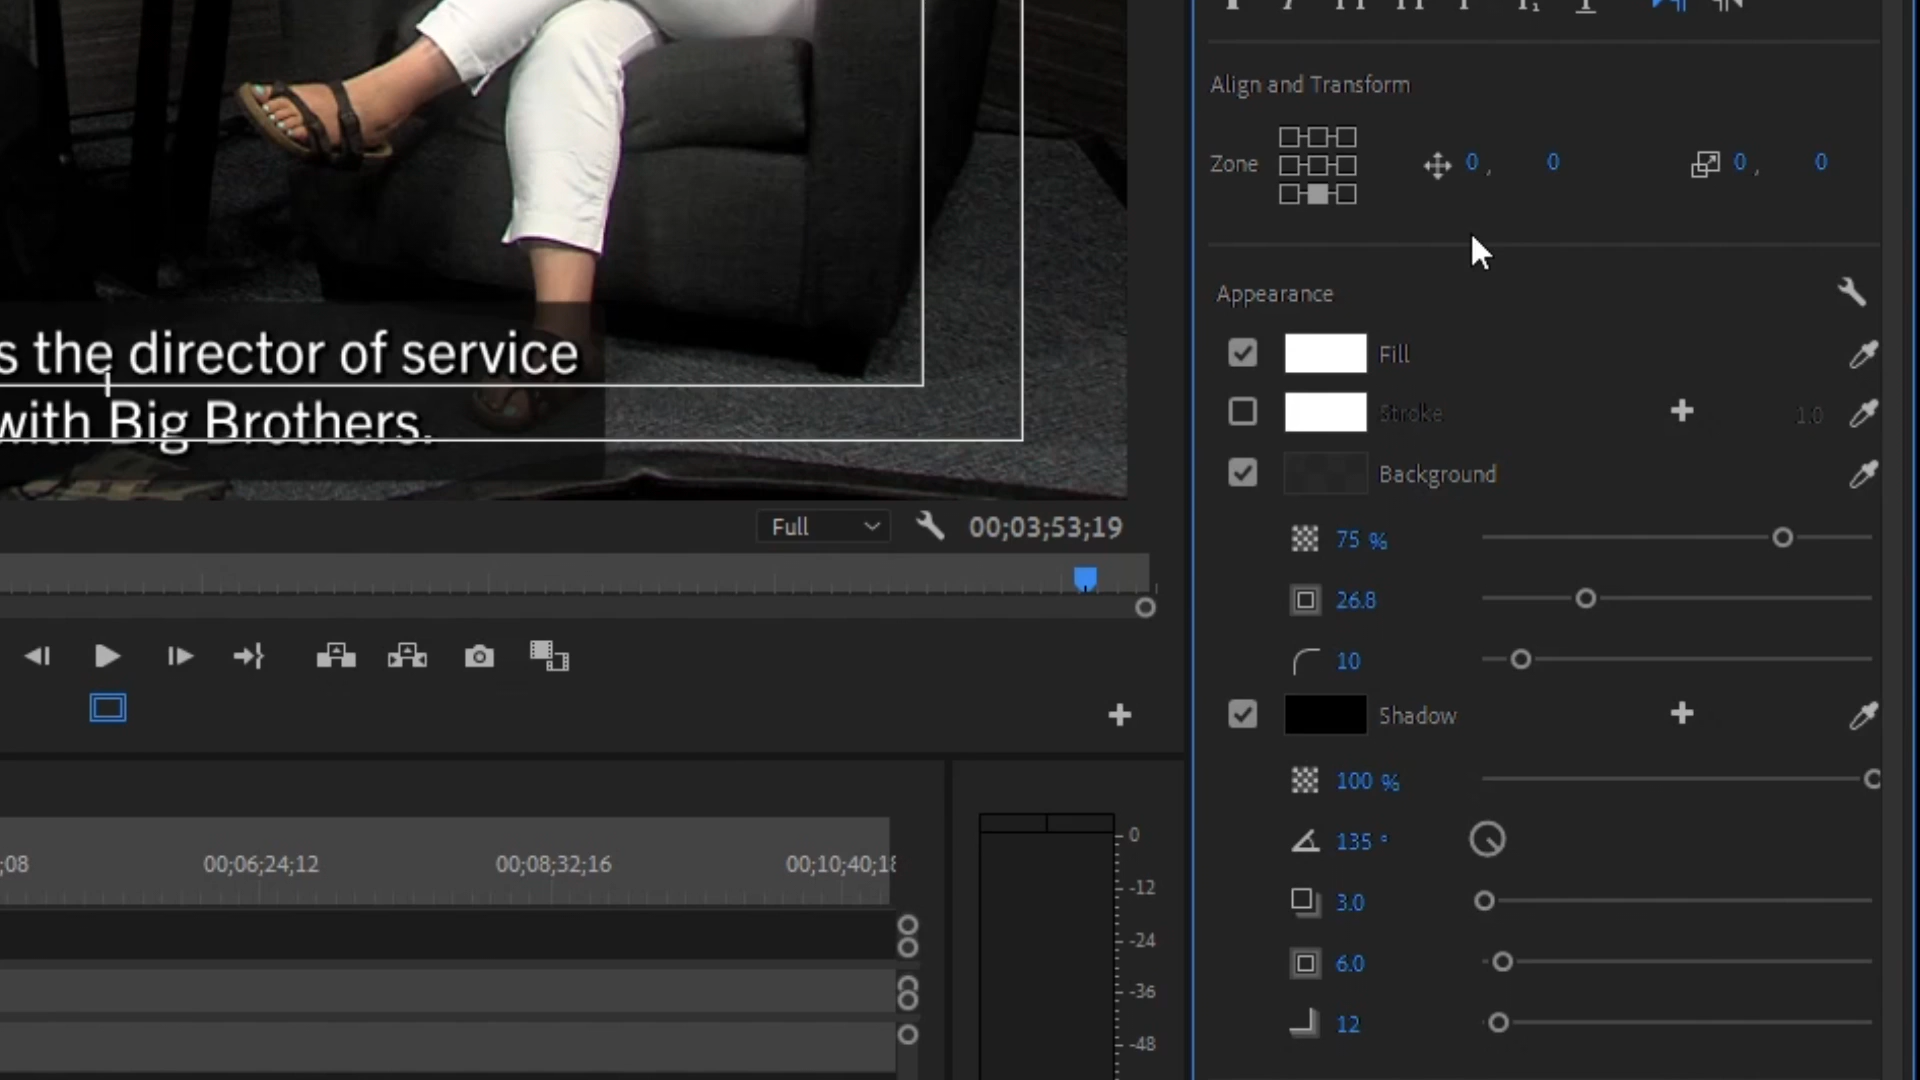 Align and Transform
Zone
0 ,
0
0 ,
0
Appearance
Fill
Stroke
1.0
Background
75 %
26.8
10
Shadow
100 %
135 °
3.0
6.0
12
s the director of service
with Big Brothers.
Full
00;03;53;19
;08
00;06;24;12
00;08;32;16
00;10;40;18
0
-12
-24
-36
-48